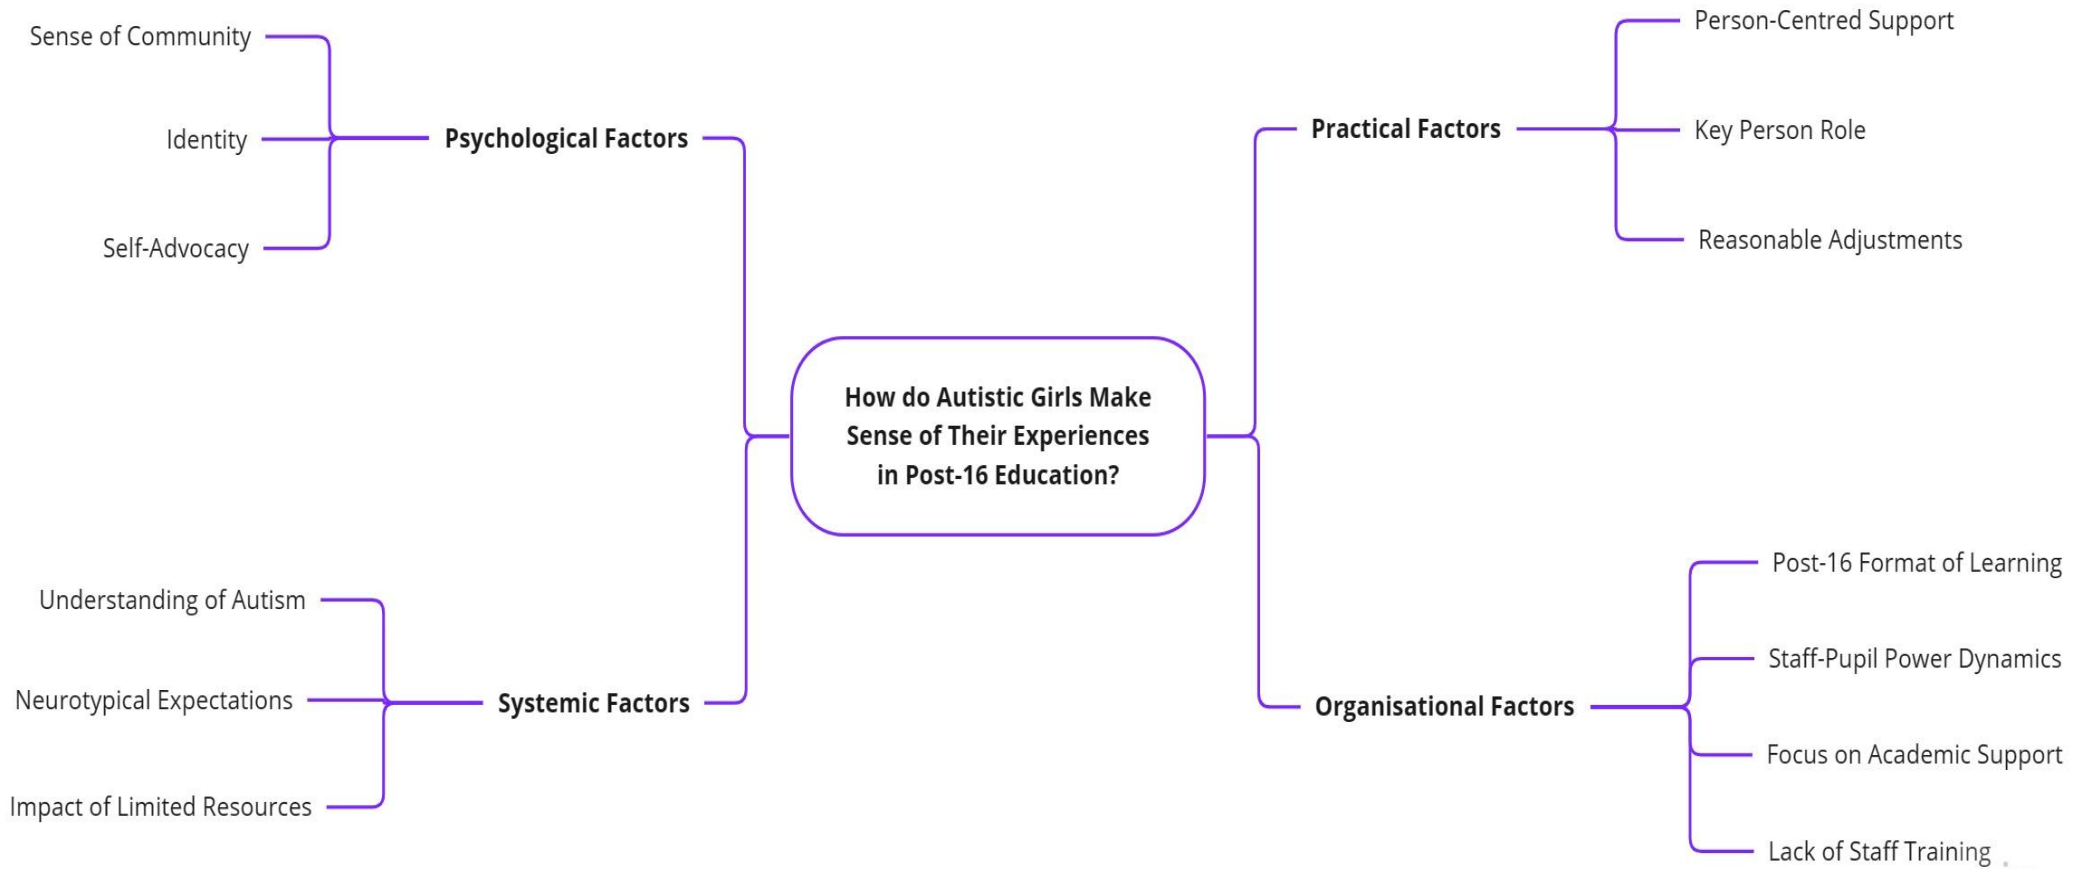 Sense of Community
Identity
Self-Advocacy
Psychological Factors
Understanding of Autism
Neurotypical Expectations
Impact of Limited Resources
Systemic Factors
How do Autistic Girls Make
Sense of Their Experiences
in Post-16 Education?
Practical Factors
Person-Centred Support
Key Person Role
Reasonable Adjustments
Organisational Factors
Post-16 Format of Learning
Staff-Pupil Power Dynamics
Focus on Academic Support
Lack of Staff Training